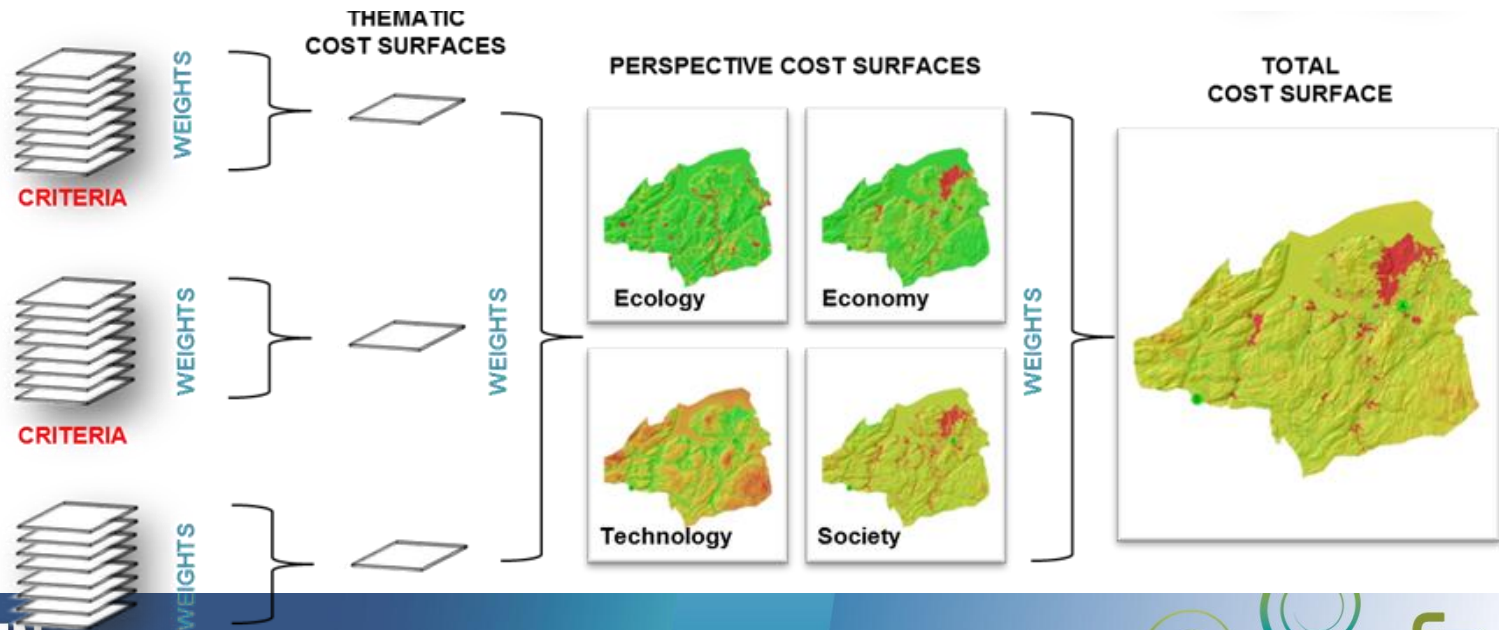 THEMATIC
COST SURFACES
PERSPECTIVE COST SURFACES
TOTAL
COST SURFACE
WEIGHTS
CRITERIA
WEIGHTS
CRITERIA
WEIGHTS
WEIGHTS
Ecology
Economy
Technology
Society
WEIGHTS